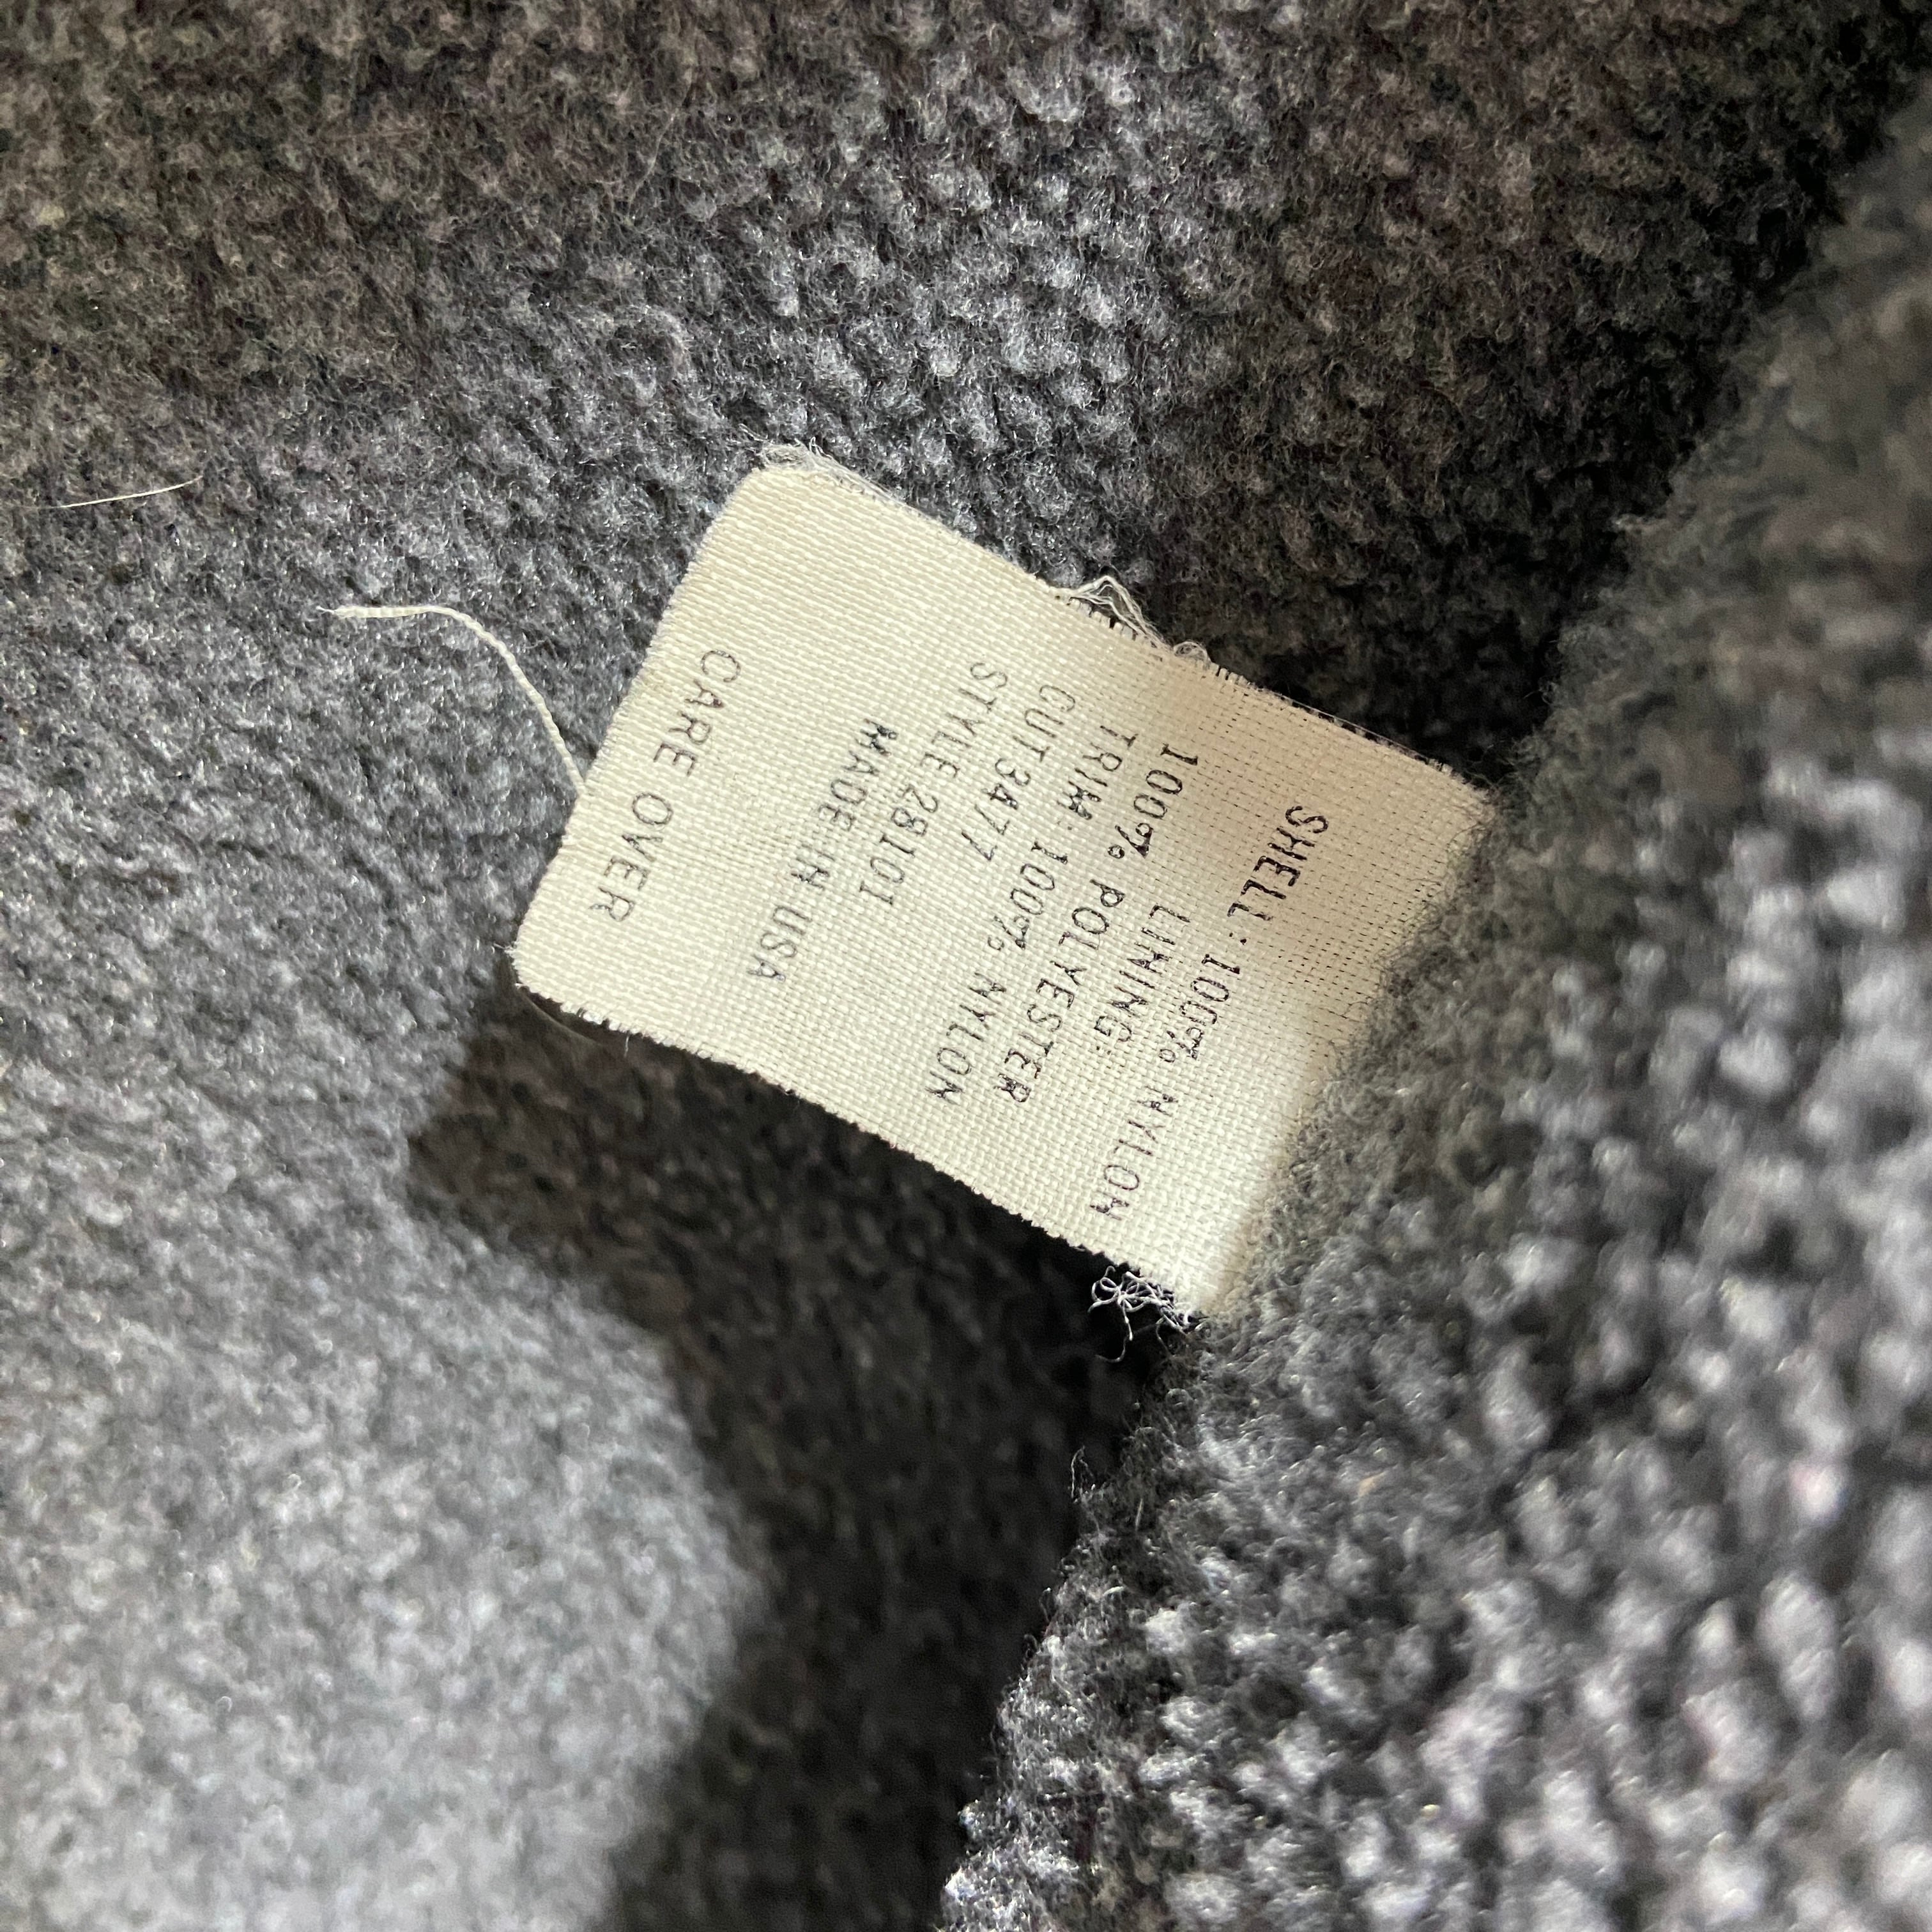 SHELL: 100% NYLON
LINING:
100% POLYESTER
TRIM: 100% NYLON
CUT 3477
STYLE 28101
MADE IN USA
CARE OVER